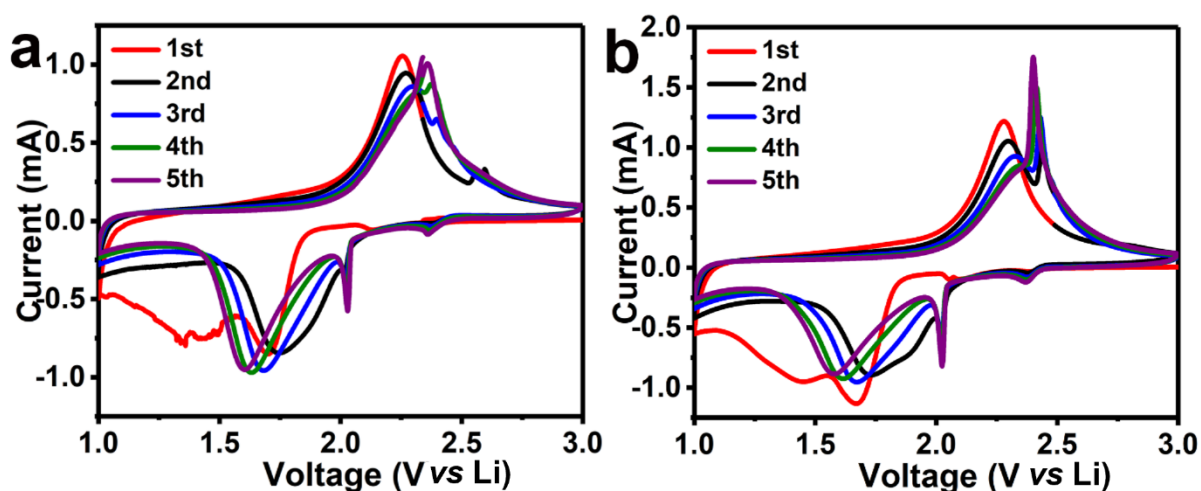 a
1st
2nd
3rd
4th
5th
1.0
0.5
0.0
-0.5
-1.0
Current (mA)
1.0 1.5 2.0 2.5 3.0
Voltage (V vs Li)
b
1st
2nd
3rd
4th
5th
2.0
1.5
1.0
0.5
0.0
-0.5
-1.0
Current (mA)
1.0 1.5 2.0 2.5 3.0
Voltage (V vs Li)